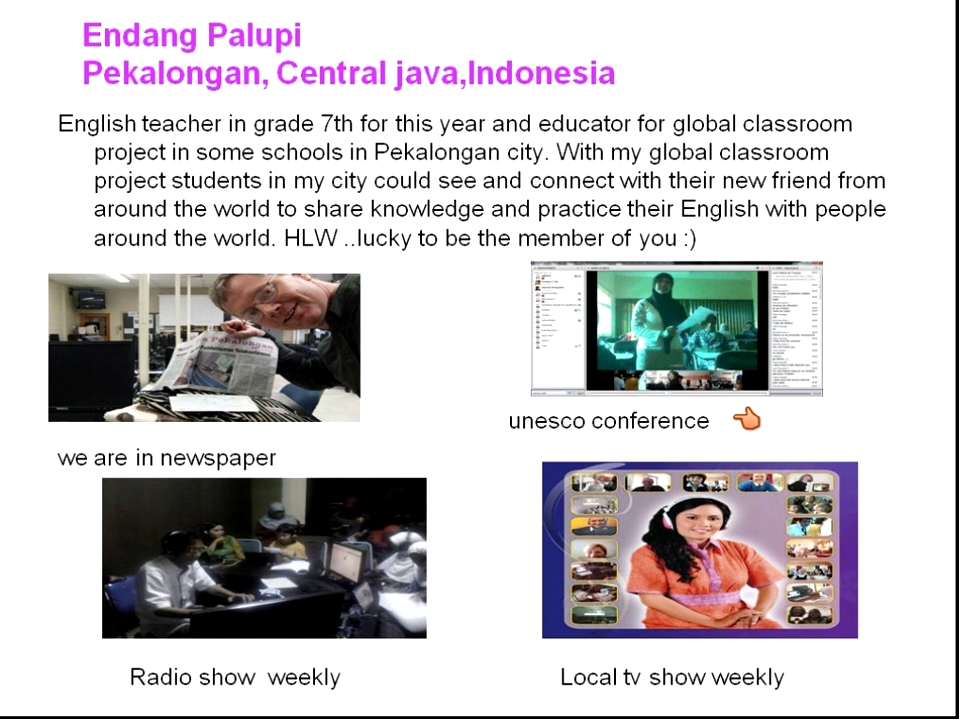 Endang Palupi
Pekalongan, Central java,Indonesia
English teacher in grade 7th for this year and educator for global classroom
project in some schools in Pekalongan city. With my global classroom
project students in my city could see and connect with their new friend from
around the world to share knowledge and practice their English with people
around the world. HLW ..lucky to be the member of you :)
unesco conference
we are in newspaper
Radio show  weekly
Local tv show weekly